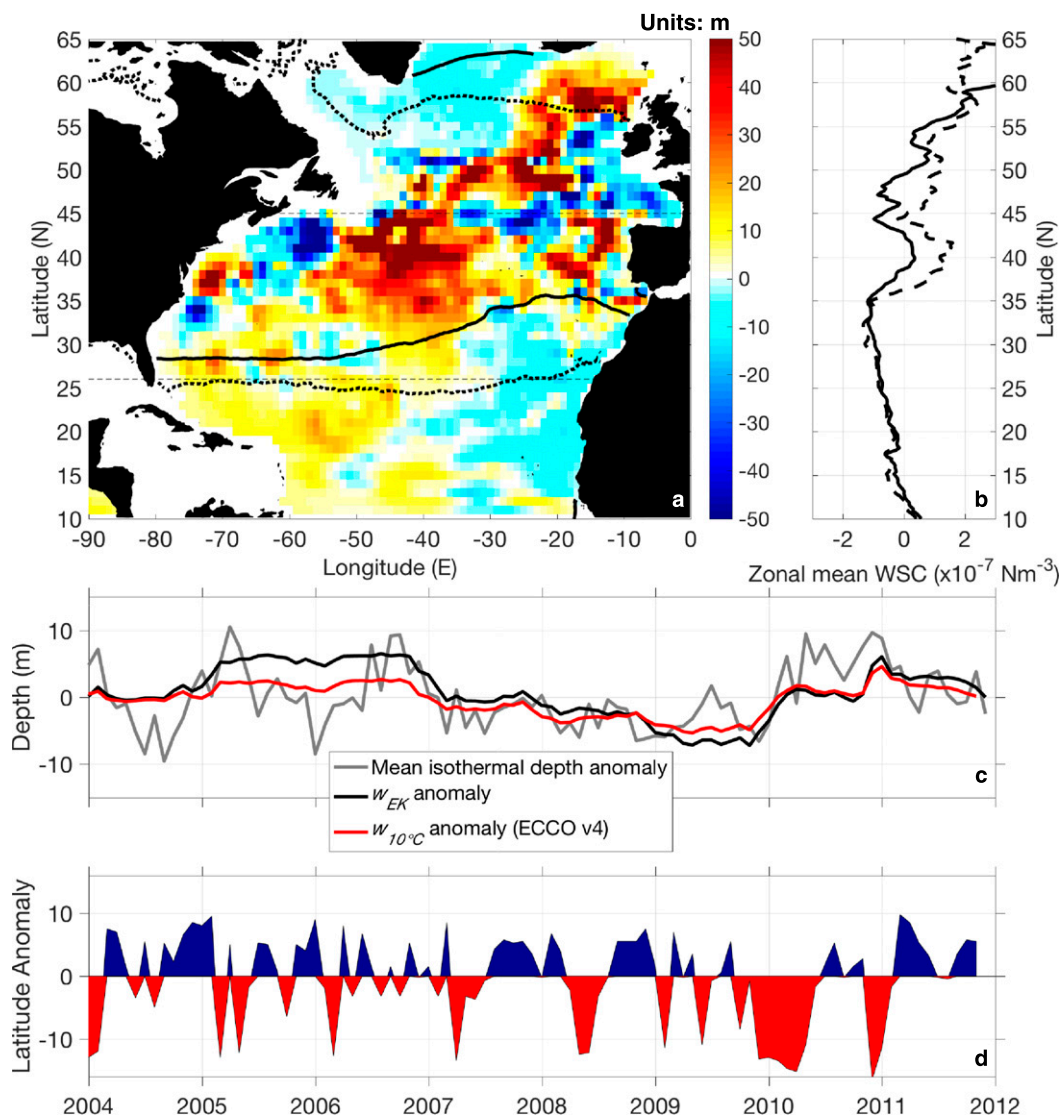 Units: m
65
60
55
50
45
40
35
30
25
20
15
10
Latitude (N)
-90 -80 -70 -60 -50 -40 -30 -20 -10 0
Longitude (E)
a
50
40
30
20
10
0
-10
-20
-30
-40
-50
65
60
55
50
45
40
35
30
25
20
15
10
Latitude (N)
b
-2 0 2
Zonal mean WSC (x10⁻⁷ Nm⁻³)
10
0
-10
Depth (m)
c
Mean isothermal depth anomaly
w_EK anomaly
w_10°C anomaly (ECCO v4)
10
0
-10
Latitude Anomaly
d
2004 2005 2006 2007 2008 2009 2010 2011 2012